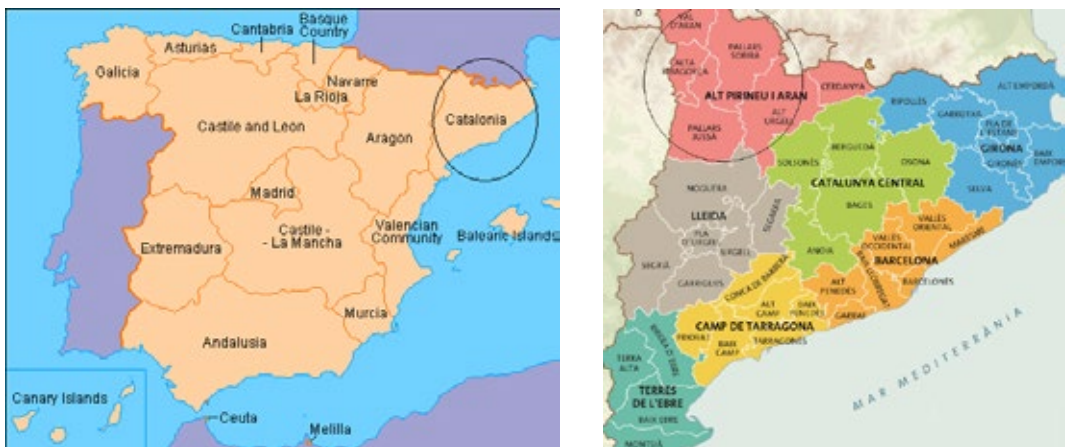 Cantabria
Basque
Country
Asturias
Galicia
Navarre
La Rioja
Castile and Leon
Aragon
Catalonia
Madrid
Extremadura
Castile -
- La Mancha
Valencian
Community
Balearic Islands
Murcia
Andalusia
Canary Islands
Ceuta
Melilla
VAL
D'ARAN
PALLARS
SOBIRÀ
ALTA
ALT PIRINEU I ARAN
CERDANYA
PALLARS
JUSSÀ
ALT
URGELL
RIPOLLÈS
ALT EMPORDÀ
GARROTXA
PLA DE
L'ESTANY
GIRONA
GIRONÈS
BAIX
SELVA
SOLSONÈS
BERGUEDÀ
OSONA
CATALUNYA CENTRAL
BAGES
ANOIA
NOGUERA
LLEIDA
SEGARRA
PLA
D'URGELL
URGELL
SEGRIÀ
GARRIGUES
VALLÈS
ORIENTAL
VALLÈS
OCCIDENTAL
MARESME
BARCELONA
BAIX LLOBREGAT
BARCELONÈS
ALT
PENEDÈS
GARRAF
CONCA DE BARBERÀ
ALT
CAMP
BAIX
PENEDÈS
CAMP DE TARRAGONA
PRIORAT
BAIX
CAMP
TARRAGONÈS
RIBERA D'EBRE
TERRA
ALTA
TERRES
DE L'EBRE
BAIX EBRE
MONTSIÀ
MAR MEDITERRÀNIA